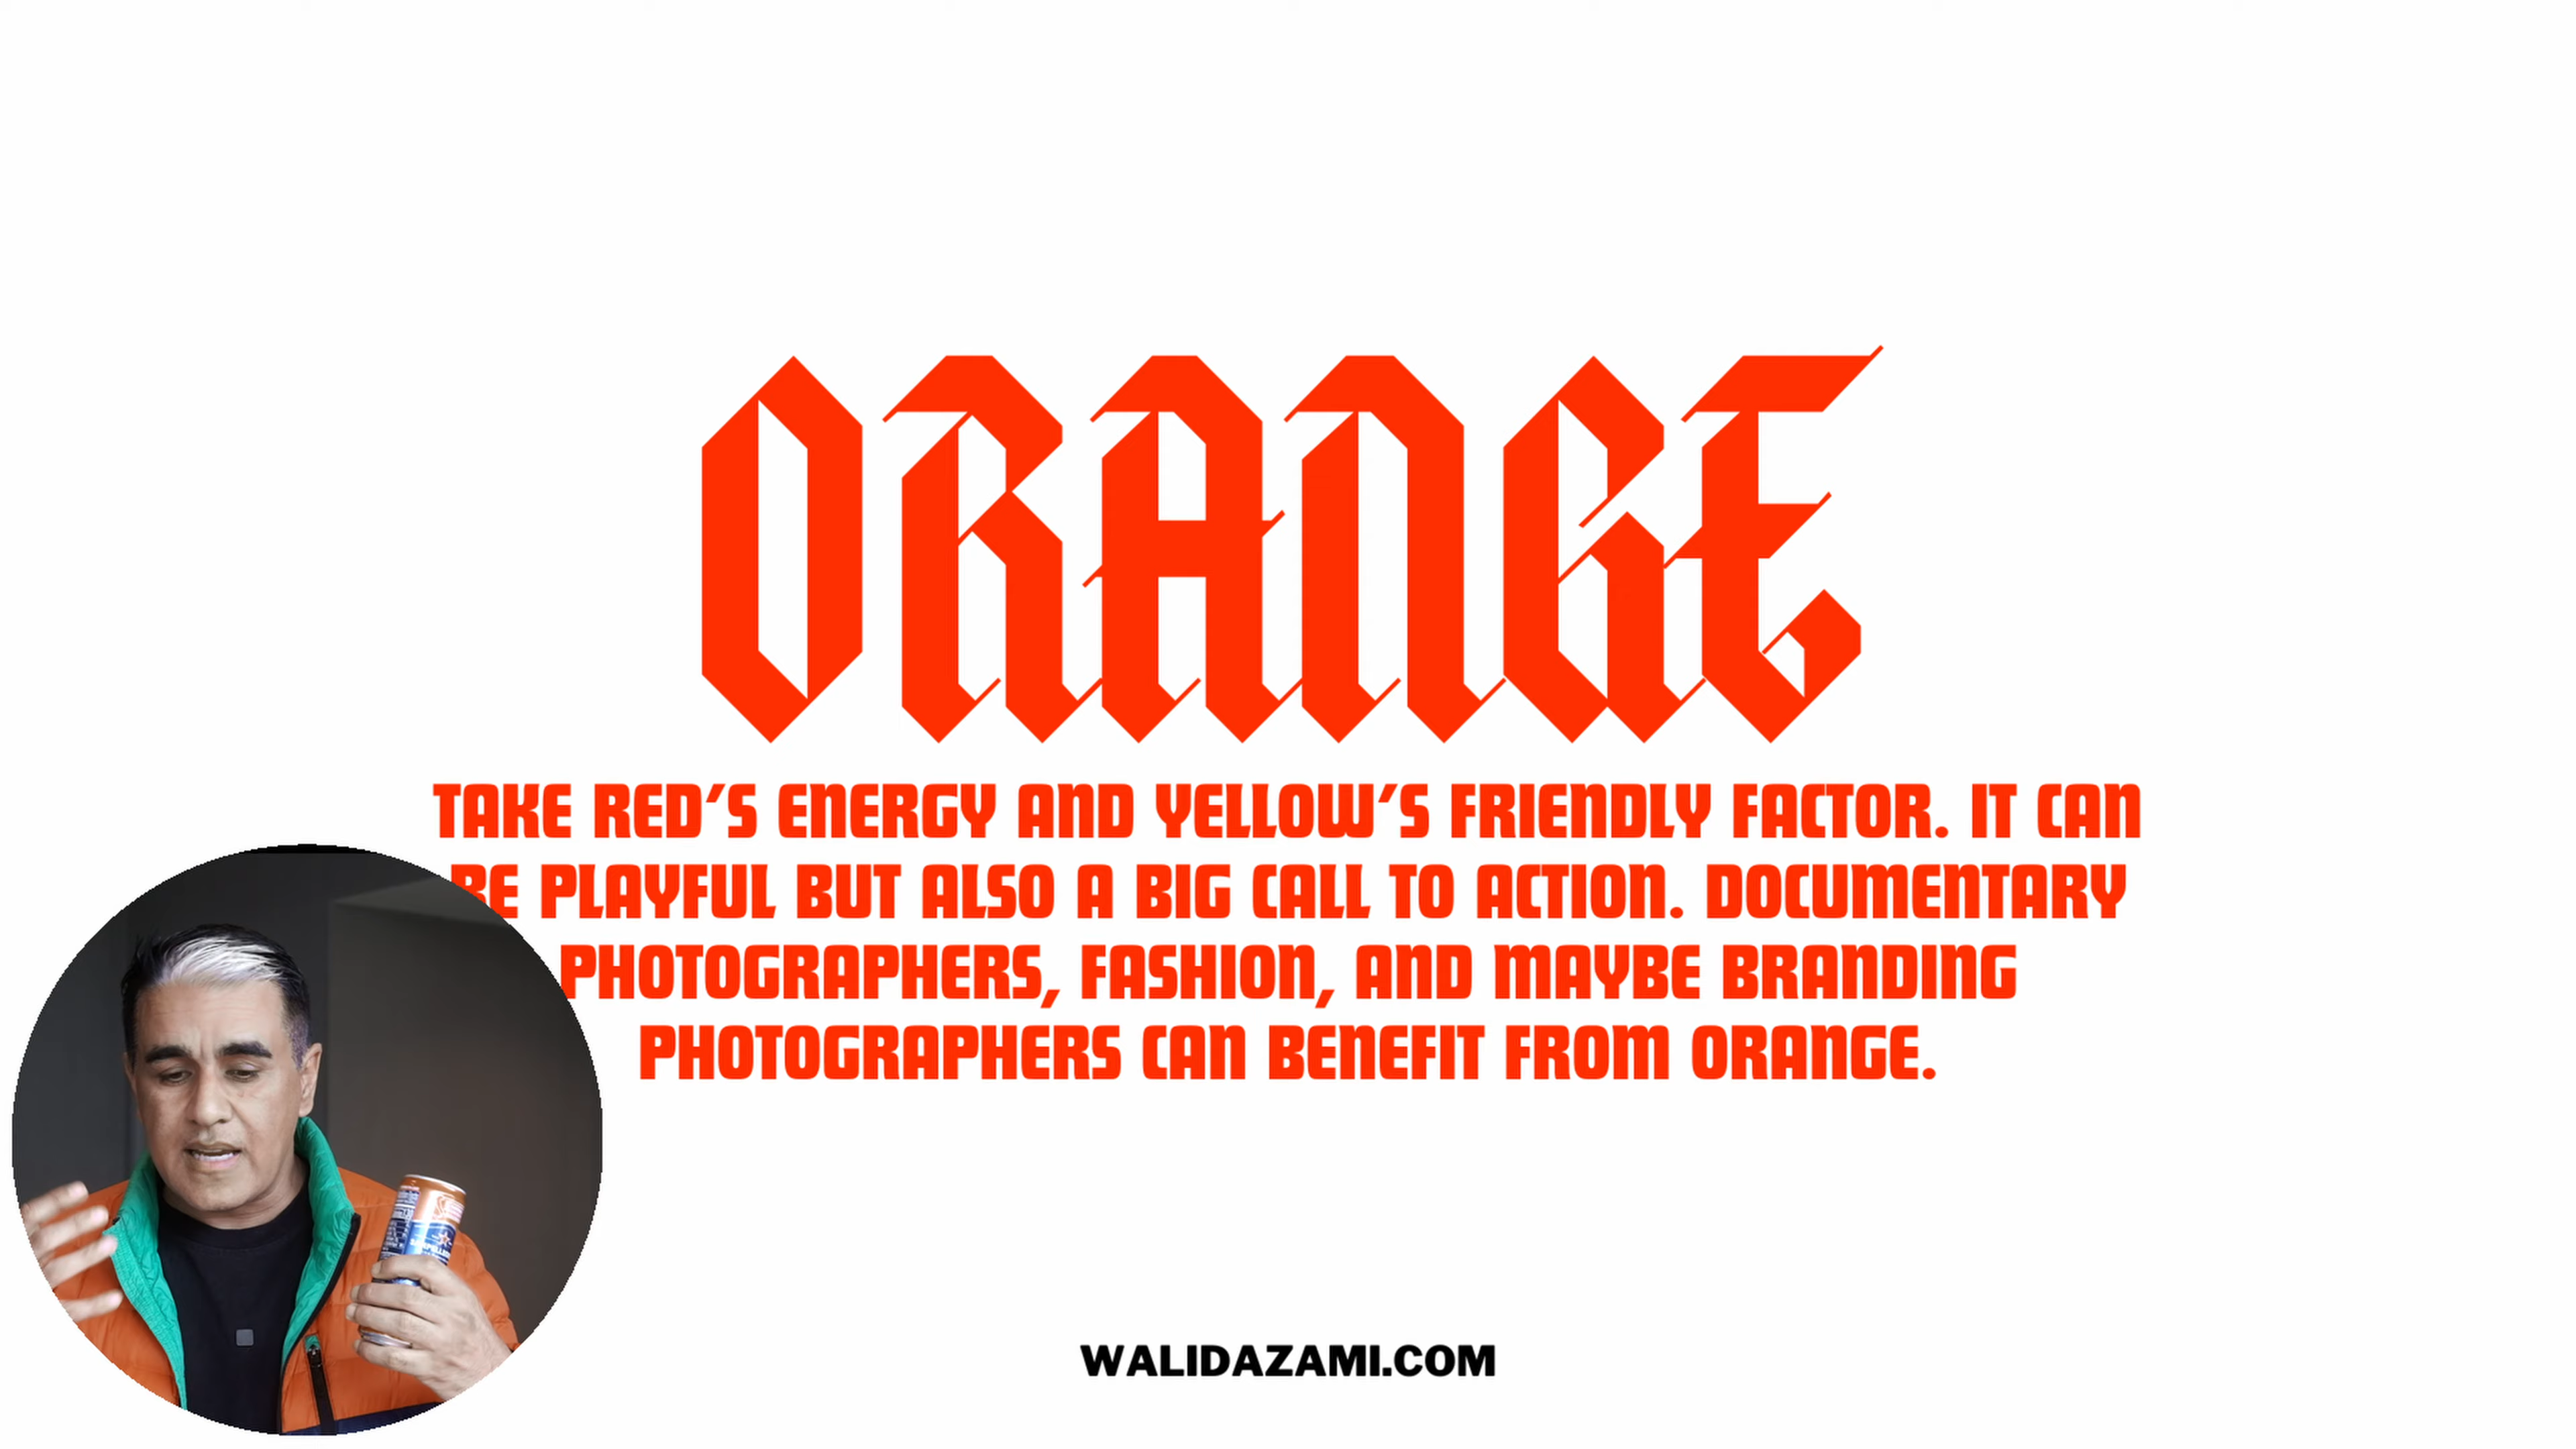 ORANGE
TAKE RED'S ENERGY AND YELLOW'S FRIENDLY FACTOR. IT CAN
BE PLAYFUL BUT ALSO A BIG CALL TO ACTION. DOCUMENTARY
PHOTOGRAPHERS, FASHION, AND MAYBE BRANDING
PHOTOGRAPHERS CAN BENEFIT FROM ORANGE.
WALIDAZAMI.COM